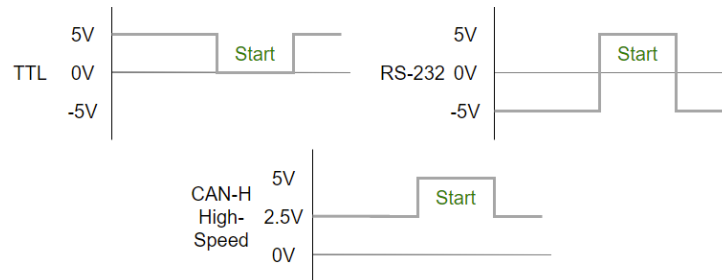 5V
Start
TTL 0V
-5V
5V
Start
RS-232 0V
-5V
5V
CAN-H
High-
Speed
Start
2.5V
0V